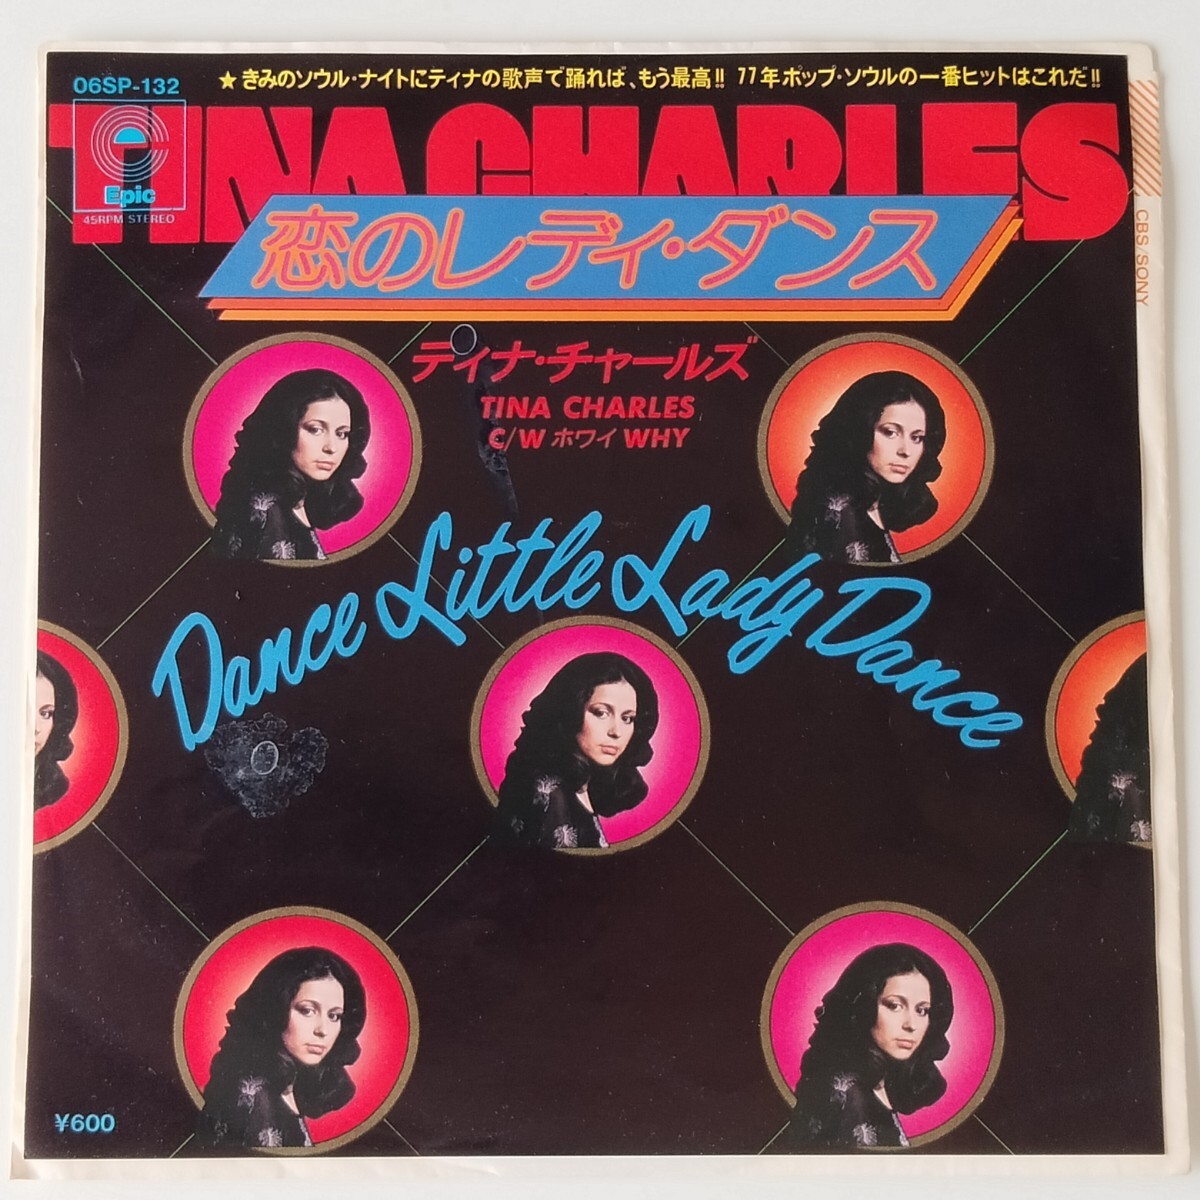 06SP-132
★きみのソウル・ナイトにティナの歌声で踊れば、もう最高!! 77年ポップ・ソウルの一番ヒットはこれだ!!
TINA CHARLES
Epic
45RPM STEREO
恋のレディ・ダンス
CBS/SONY
ティナ・チャールズ
TINA CHARLES
C/W ホワイ WHY
Dance Little Lady Dance
¥600